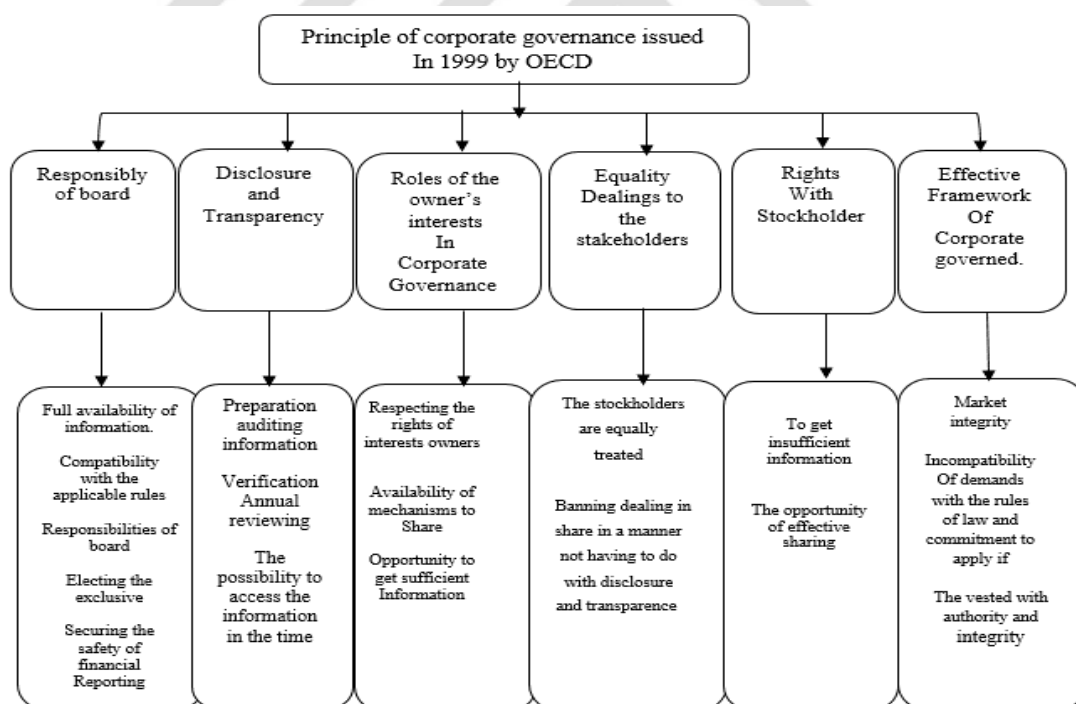 Principle of corporate governance issued
In 1999 by OECD
Responsibly
of board
Disclosure
and
Transparency
Roles of the
owner's
interests
In
Corporate
Governance
Equality
Dealings to
the
stakeholders
Rights
With
Stockholder
Effective
Framework
Of
Corporate
governed.
Full availability of
information.
Compatibility
with the
applicable rules
Responsibilities of
board
Electing the
exclusive
Securing the
safety of
financial
Reporting
Preparation
auditing
information
Verification
Annual
reviewing
The
possibility to
access the
information
in the time
Respecting the
rights of
interests owners
Availability of
mechanisms to
Share
Opportunity to
get sufficient
Information
The stockholders
are equally
treated
Banning dealing in
share in a manner
not having to do
with disclosure
and transparence
To get
insufficient
information
The opportunity
of effective
sharing
Market
integrity
Incompatibility
Of demands
with the rules
of law and
commitment to
apply if
The vested with
authority and
integrity